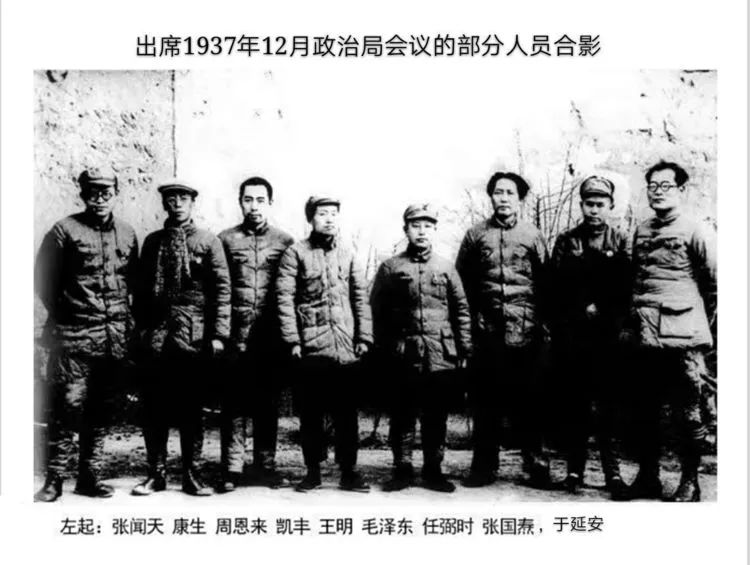 出席1937年12月政治局会议的部分人员合影
左起：张闻天 康生 周恩来 凯丰 王明 毛泽东 任弼时 张国焘，于延安